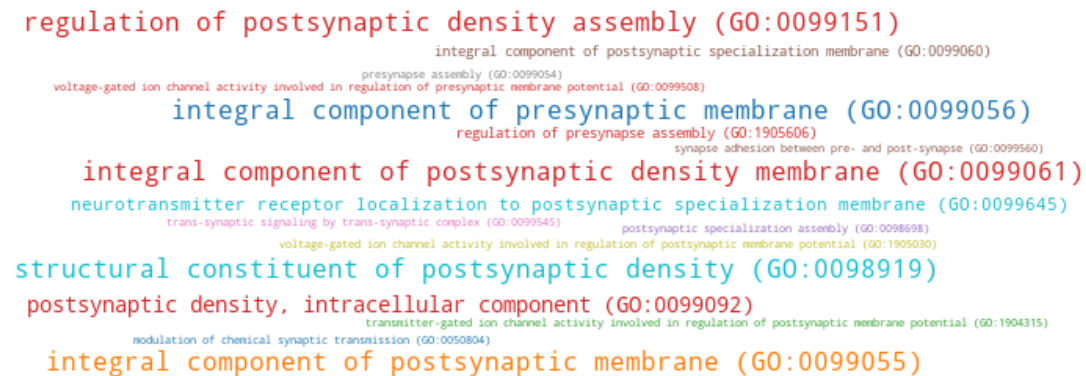 regulation of postsynaptic density assembly (GO:0099151)
integral component of postsynaptic specialization membrane (GO:0099060)
presynapse assembly (GO:0099054)
voltage-gated ion channel activity involved in regulation of presynaptic membrane potential (GO:0099508)
integral component of presynaptic membrane (GO:0099056)
regulation of presynapse assembly (GO:1905606)
synapse adhesion between pre- and post-synapse (GO:0099560)
integral component of postsynaptic density membrane (GO:0099061)
neurotransmitter receptor localization to postsynaptic specialization membrane (GO:0099645)
trans-synaptic signaling by trans-synaptic complex (GO:0099545)
postsynaptic specialization assembly (GO:0098698)
voltage-gated ion channel activity involved in regulation of postsynaptic membrane potential (GO:1905030)
structural constituent of postsynaptic density (GO:0098919)
postsynaptic density, intracellular component (GO:0099092)
transmitter-gated ion channel activity involved in regulation of postsynaptic membrane potential (GO:1904315)
modulation of chemical synaptic transmission (GO:0050804)
integral component of postsynaptic membrane (GO:0099055)